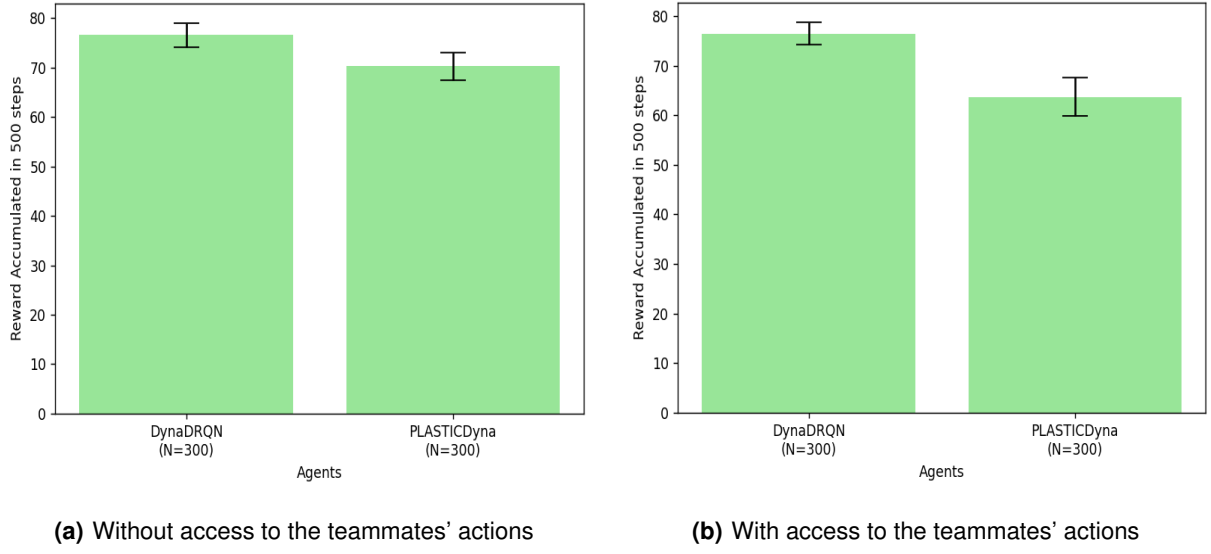 80
70
60
50
40
30
20
10
0
Reward Accumulated in 500 steps
DynaDRQN
(N=300)
PLASTICDyna
(N=300)
Agents
(a) Without access to the teammates' actions
80
70
60
50
40
30
20
10
0
Reward Accumulated in 500 steps
DynaDRQN
(N=300)
PLASTICDyna
(N=300)
Agents
(b) With access to the teammates' actions